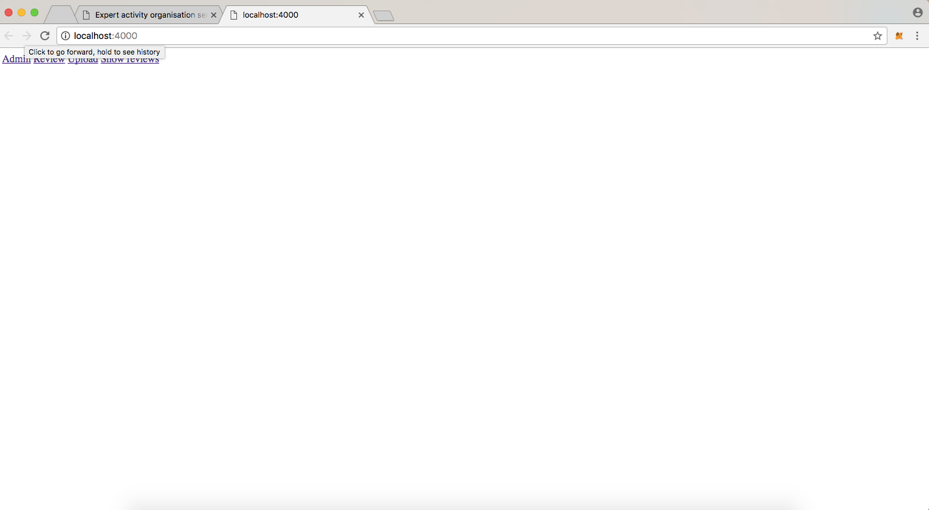 Expert activity organisation se
localhost:4000
localhost:4000
Click to go forward, hold to see history
Admin Review Upload Show reviews